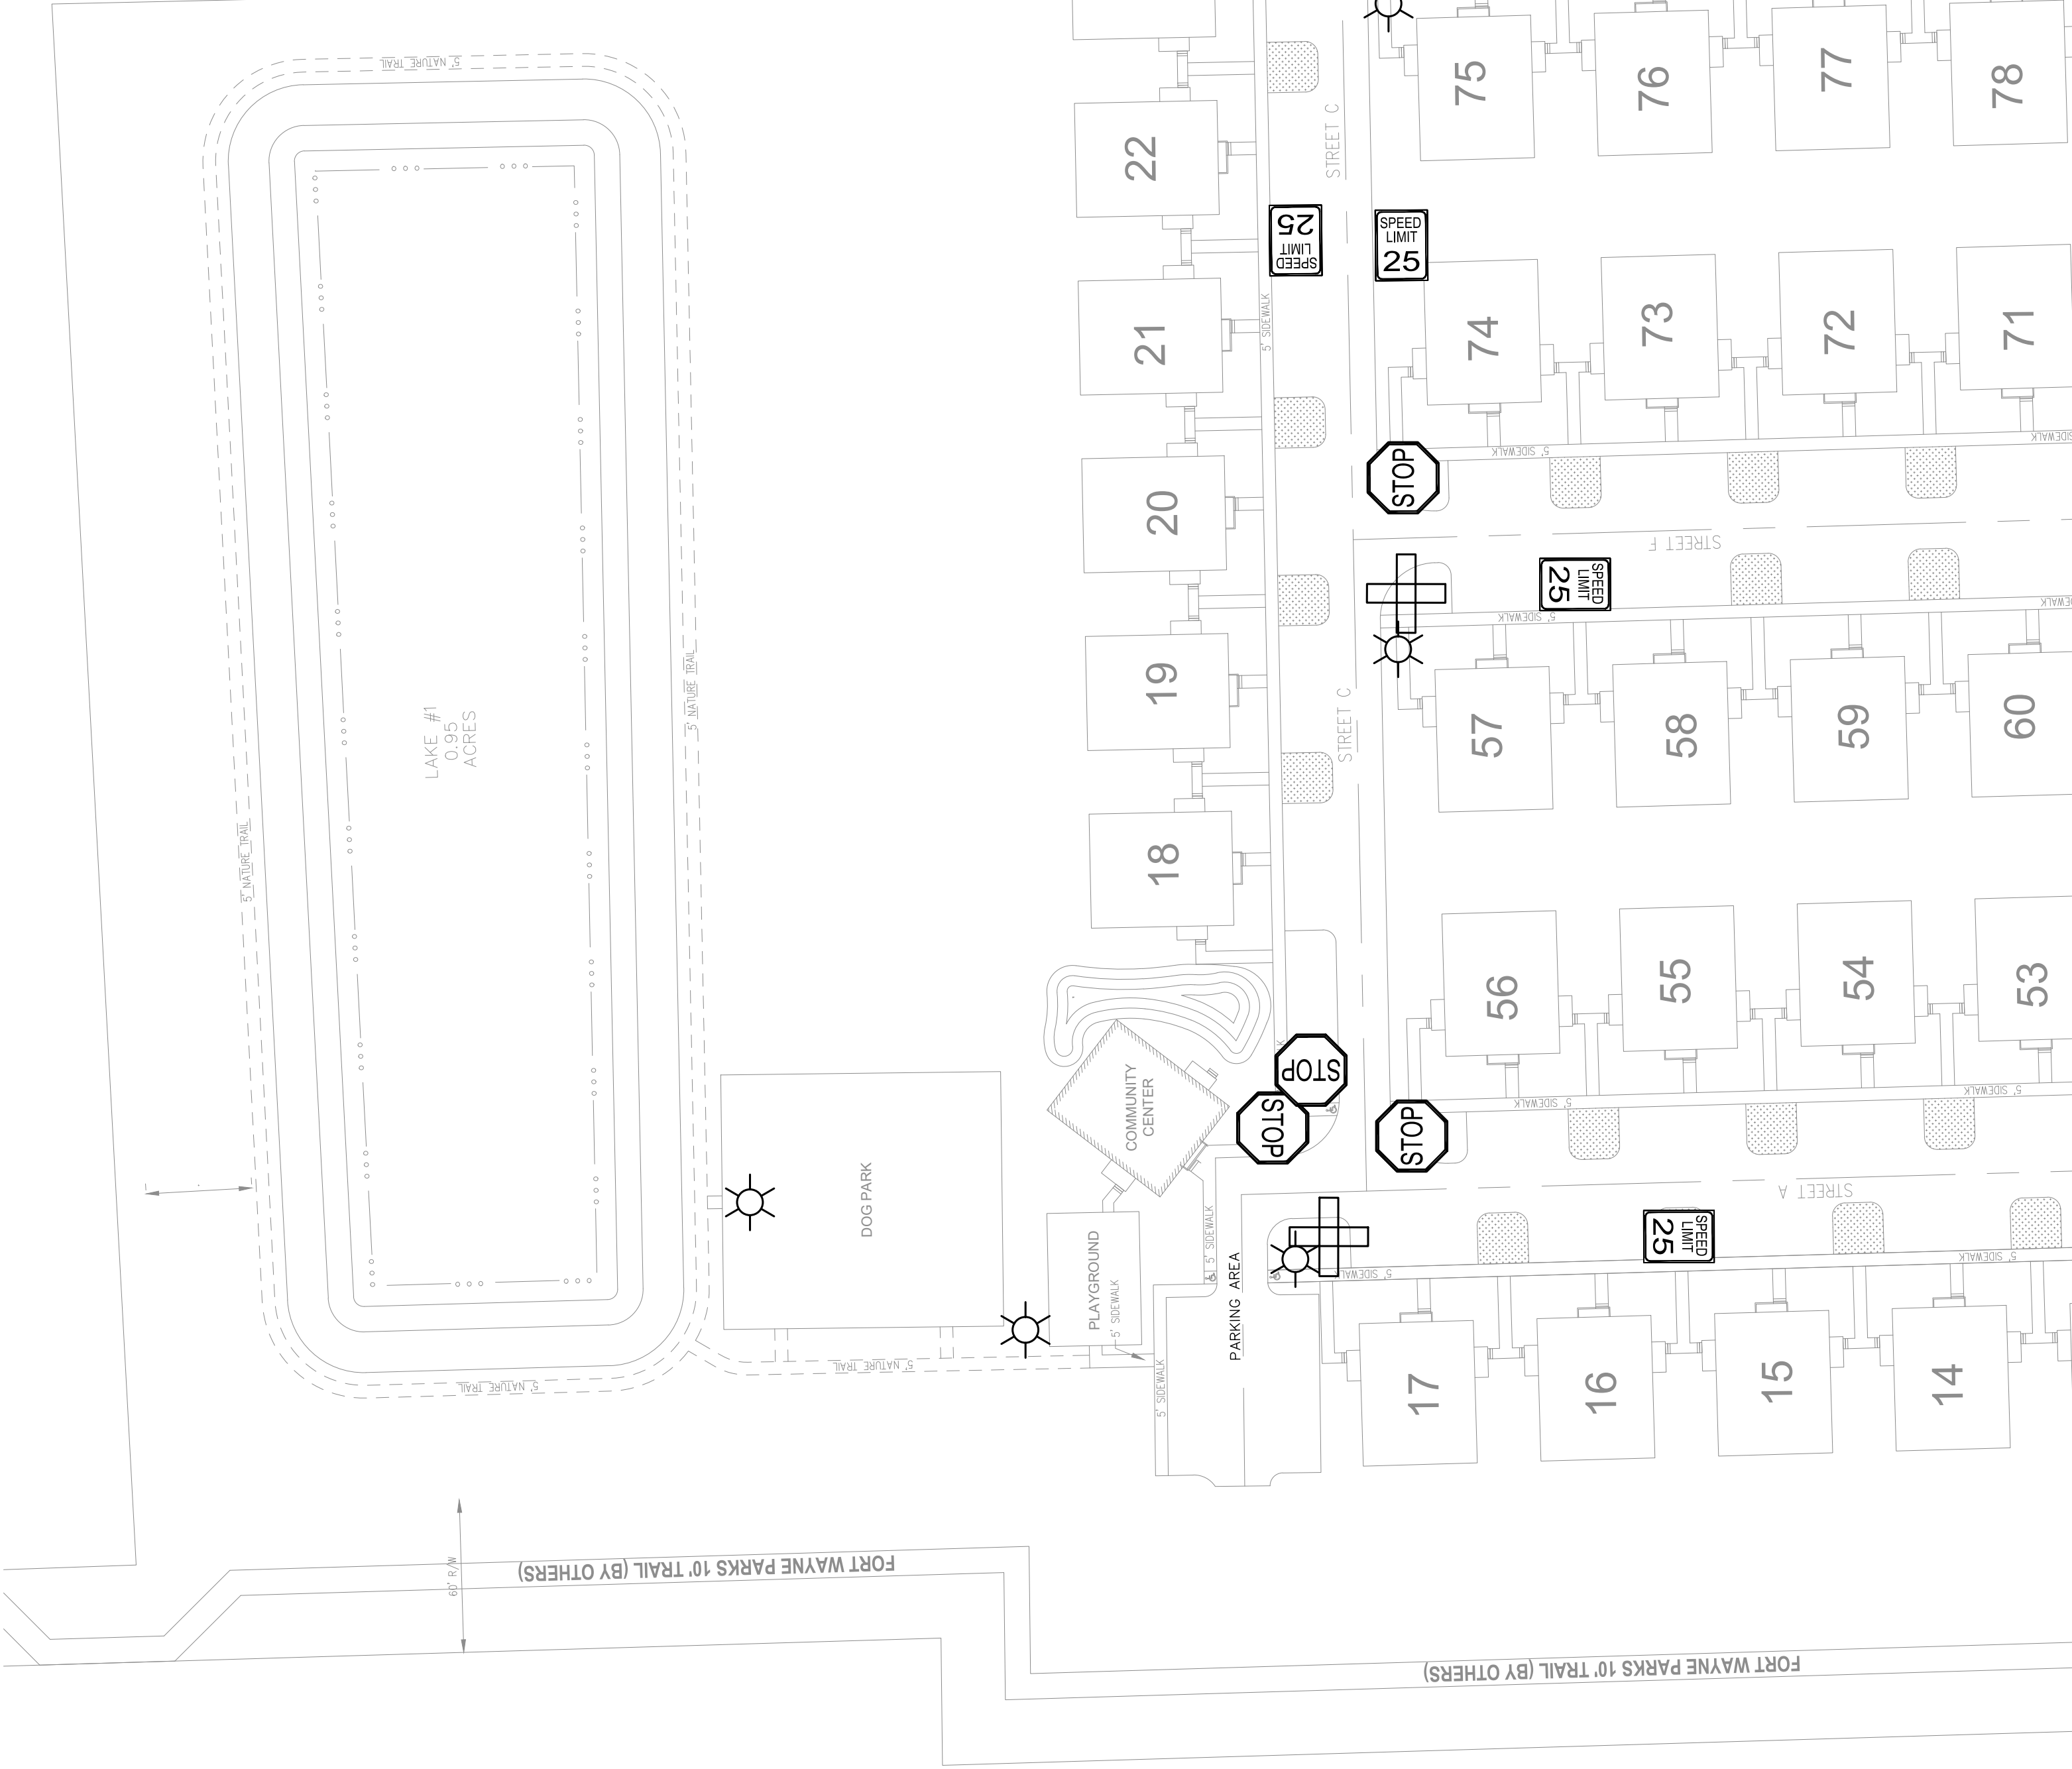 5' NATURE TRAIL
22
STREET C
75
76
77
78
SPEED
LIMIT
25
SPEED
LIMIT
25
5' SIDEWALK
21
74
73
72
71
5' SIDEWALK
20
STOP
STREET F
SPEED
LIMIT
25
5' SIDEWALK
5' NATURE TRAIL
19
STREET C
57
58
59
60
LAKE #1
0.95
ACRES
5' NATURE TRAIL
18
56
55
54
53
STOP
STOP
STOP
5' SIDEWALK
5' SIDEWALK
COMMUNITY
CENTER
DOG PARK
STREET A
SPEED
LIMIT
25
5' SIDEWALK
5' SIDEWALK
5' SIDEWALK
PLAYGROUND
5' SIDEWALK
PARKING AREA
5' SIDEWALK
17
16
15
14
5' NATURE TRAIL
5' NATURE TRAIL
60' R/W
FORT WAYNE PARKS 10' TRAIL (BY OTHERS)
FORT WAYNE PARKS 10' TRAIL (BY OTHERS)